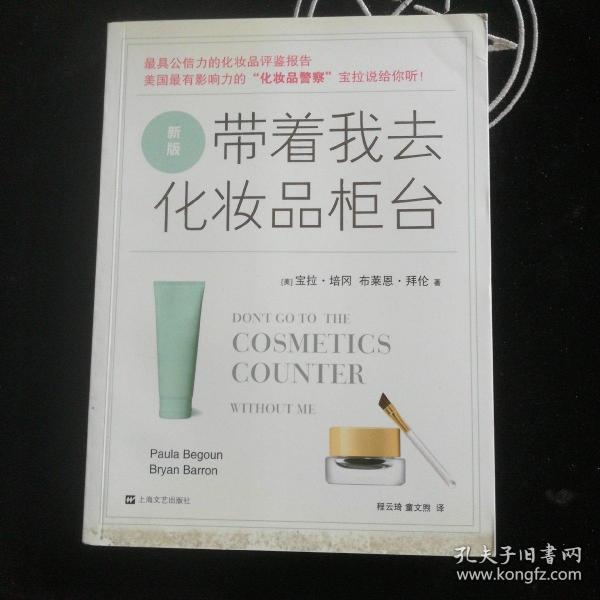 最具公信力的化妆品评鉴报告
美国最有影响力的“化妆品警察”宝拉说给你听！
新版
带着我去
化妆品柜台
[美] 宝拉·培冈 布莱恩·拜伦 著
DONT GO TO THE
COSMETICS
COUNTER
WITHOUT ME
Paula Begoun
Bryan Barron
上海文艺出版社
程云琦 童文煦 译
孔夫子旧书网
www.kongfz.com